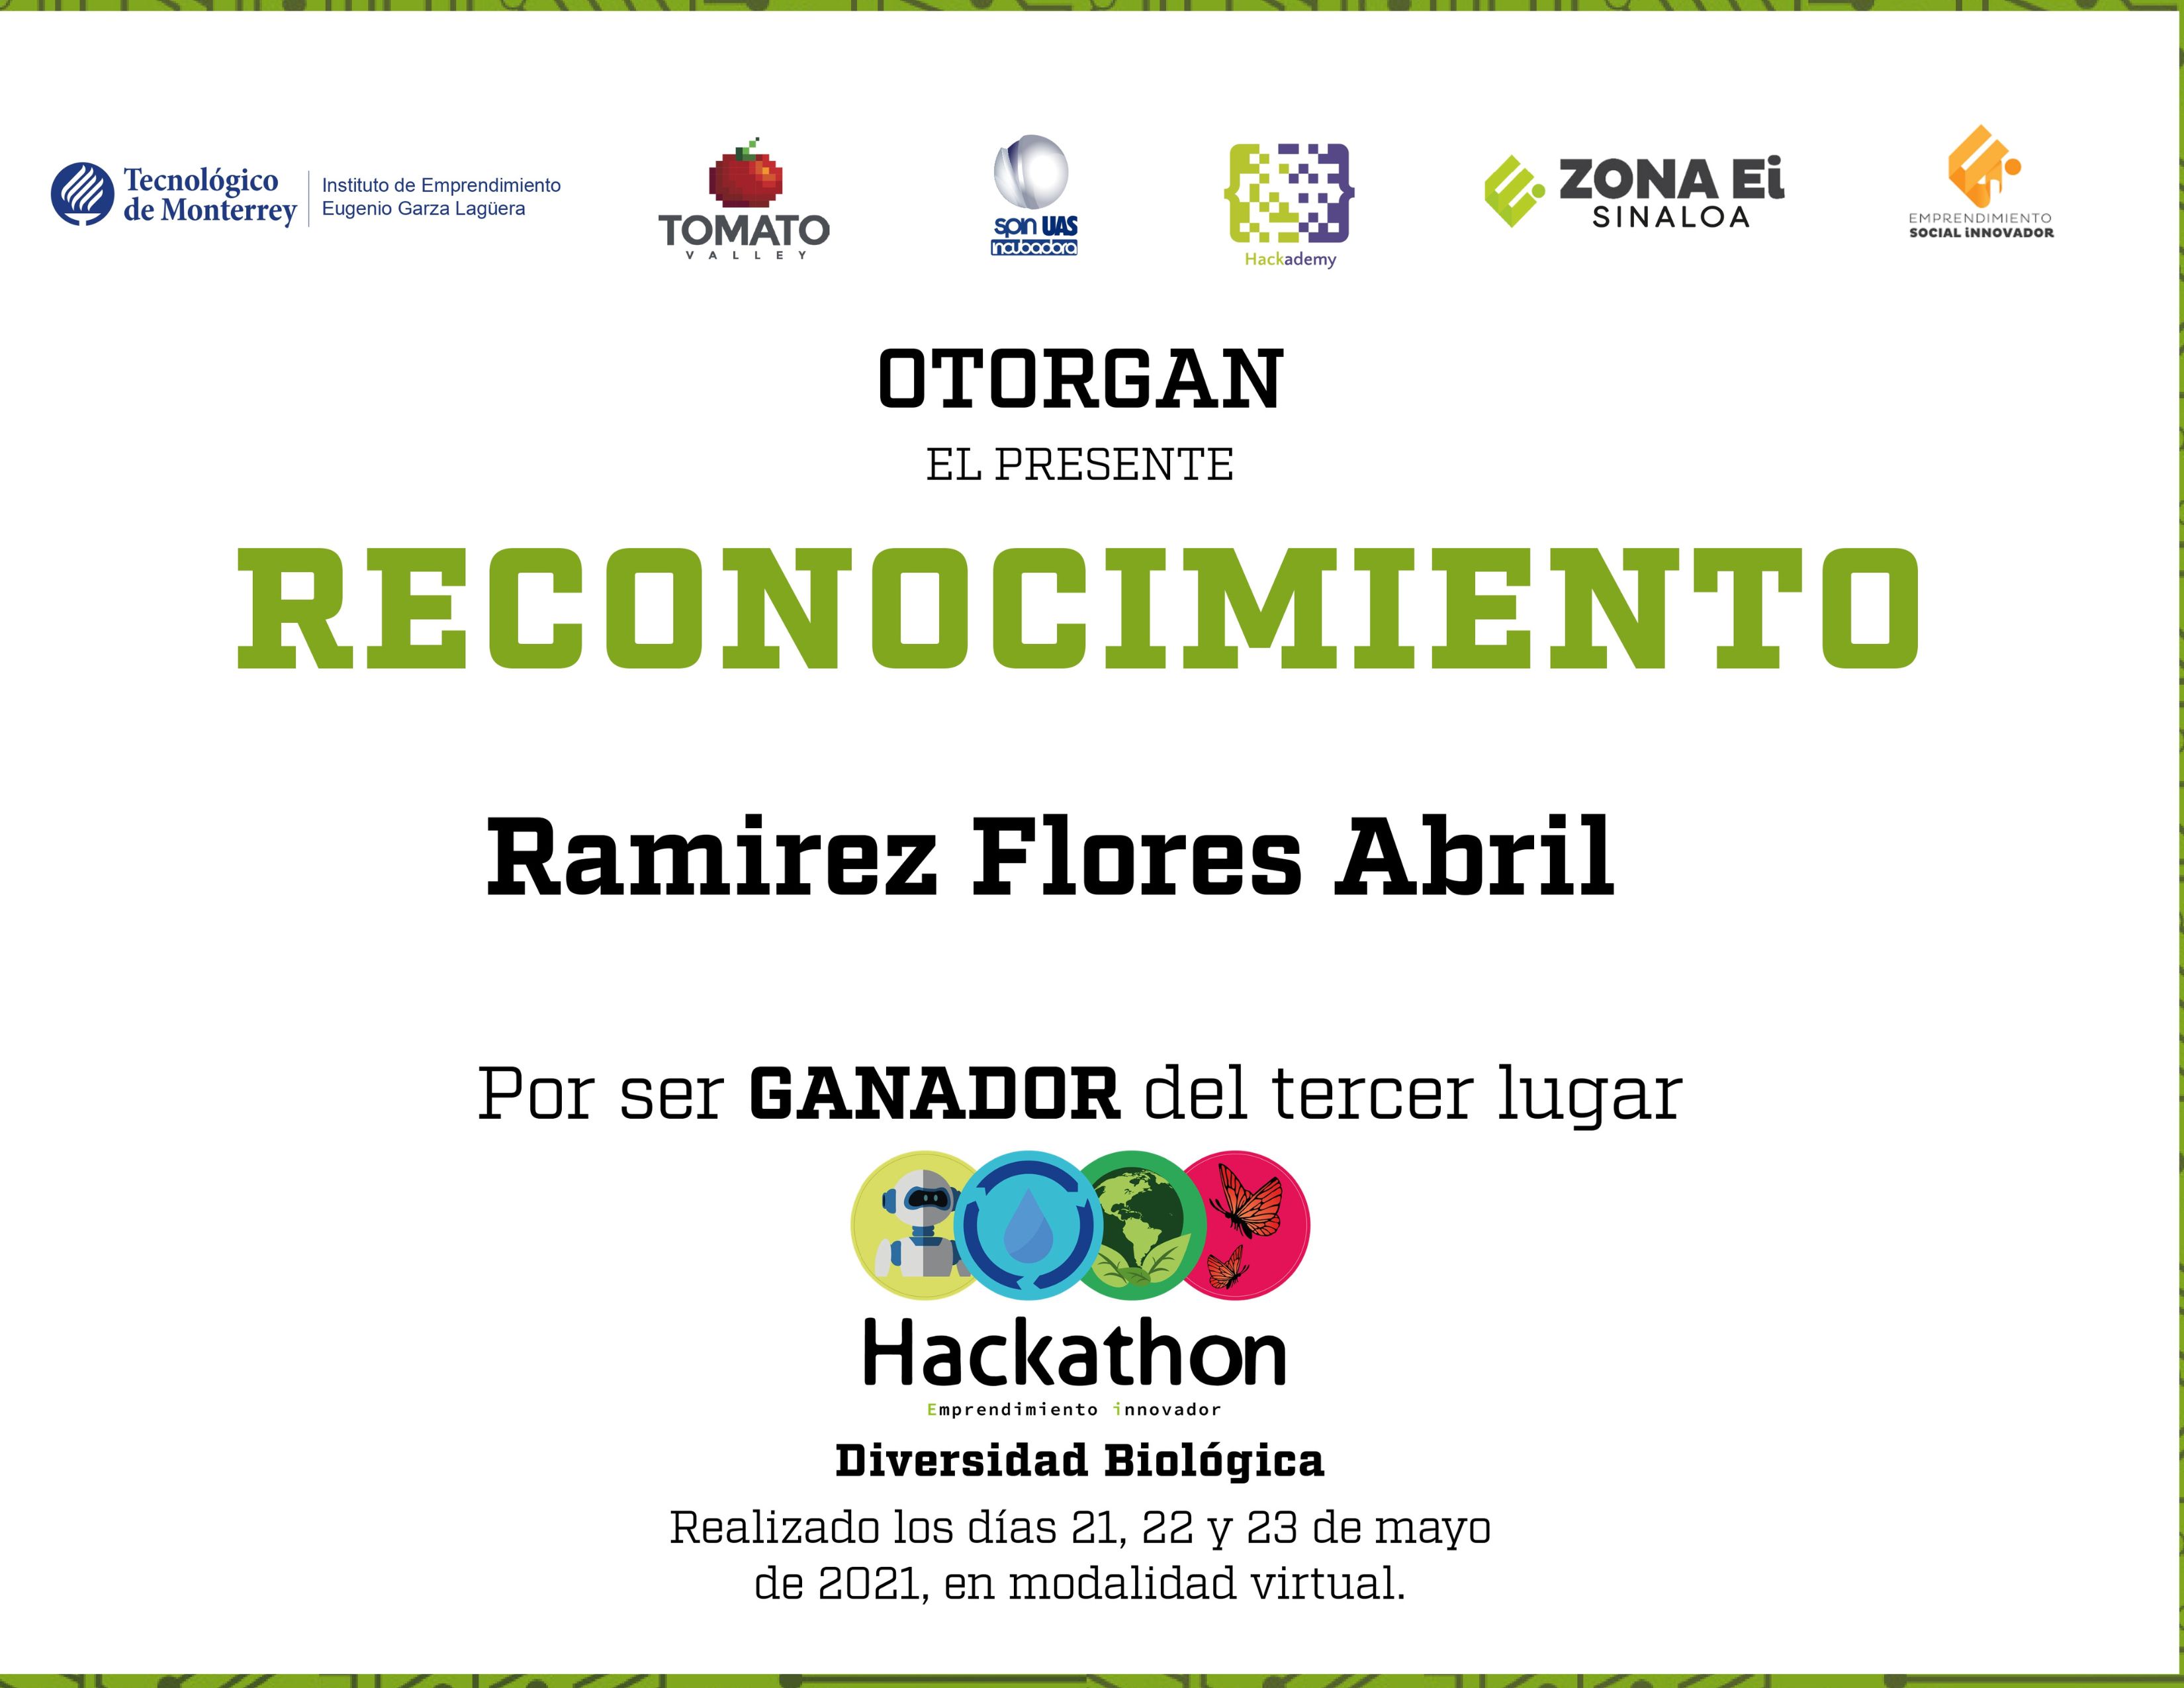 Tecnológico
de Monterrey
Instituto de Emprendimiento
Eugenio Garza Lagüera
TOMATO
VALLEY
spin UAS
incubadora
Hackademy
ZONA Ei
SINALOA
EMPRENDIMIENTO
SOCIAL iNNOVADOR
OTORGAN
EL PRESENTE
RECONOCIMIENTO
Ramirez Flores Abril
Por ser GANADOR del tercer lugar
Hackathon
Emprendimiento innovador
Diversidad Biológica
Realizado los días 21, 22 y 23 de mayo
de 2021, en modalidad virtual.